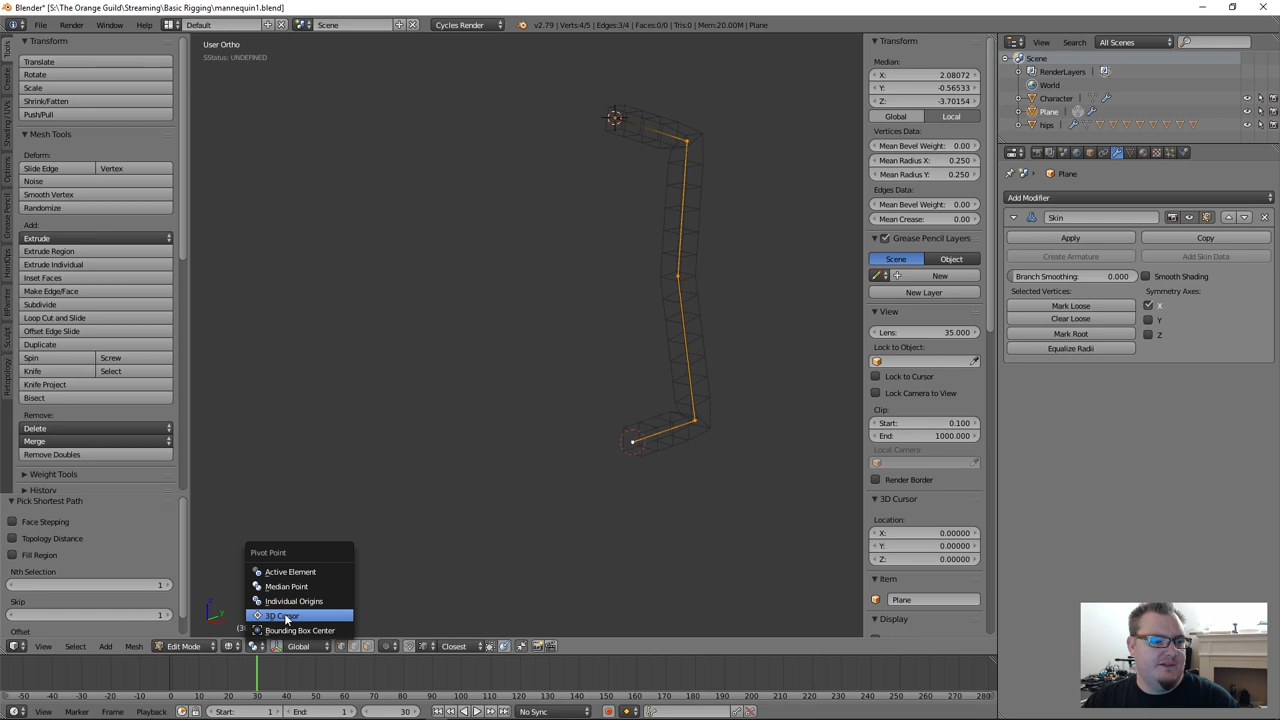 Blender* [S:\The Orange Guild\Streaming\Basic Rigging\mannequin1.blend]
File Render Window Help Default Scene Cycles Render v2.79 | Verts:4/5 | Edges:3/4 | Faces:0/0 | Tris:0 | Mem:20.00M | Plane
Tools
Create
Shading / UVs
Options
Grease Pencil
HardOps
BPainter
Sculpt
Retopology
Transform
Translate
Rotate
Scale
Shrink/Fatten
Push/Pull
Mesh Tools
Deform:
Slide Edge Vertex
Noise
Smooth Vertex
Randomize
Add:
Extrude
Extrude Region
Extrude Individual
Inset Faces
Make Edge/Face
Subdivide
Loop Cut and Slide
Offset Edge Slide
Duplicate
Spin Screw
Knife Select
Knife Project
Bisect
Remove:
Delete
Merge
Remove Doubles
Weight Tools
History
Pick Shortest Path
Face Stepping
Topology Distance
Fill Region
Nth Selection
1
Skip
1
Offset
User Ortho
SStatus: UNDEFINED
Pivot Point
Active Element
Median Point
Individual Origins
3D Cursor
Bounding Box Center
View Select Add Mesh Edit Mode Global Closest
Transform
Median:
X: 2.08072
Y: -0.56533
Z: -3.70154
Global Local
Vertices Data:
Mean Bevel Weight: 0.00
Mean Radius X: 0.250
Mean Radius Y: 0.250
Edges Data:
Mean Bevel Weight: 0.00
Mean Crease: 0.00
Grease Pencil Layers
Scene Object
New
New Layer
View
Lens: 35.000
Lock to Object:
Lock to Cursor
Lock Camera to View
Clip:
Start: 0.100
End: 1000.000
Local Camera:
Render Border
3D Cursor
Location:
X: 0.00000
Y: 0.00000
Z: 0.00000
Item
Plane
Display
View Search All Scenes
Scene
RenderLayers
World
Character
Plane
hips
Plane
Add Modifier
Skin
Apply Copy
Create Armature Add Skin Data
Branch Smoothing: 0.000 Smooth Shading
Selected Vertices: Symmetry Axes:
Mark Loose X
Clear Loose Y
Mark Root Z
Equalize Radii
-50 -40 -30 -20 -10 0 10 20 30 40 50 60 70 80 90 100 110 120 130 140 150 160 170 180 190 200 210 220 230 240 250 260 270 280
View Marker Frame Playback Start: 1 End: 1 30 No Sync